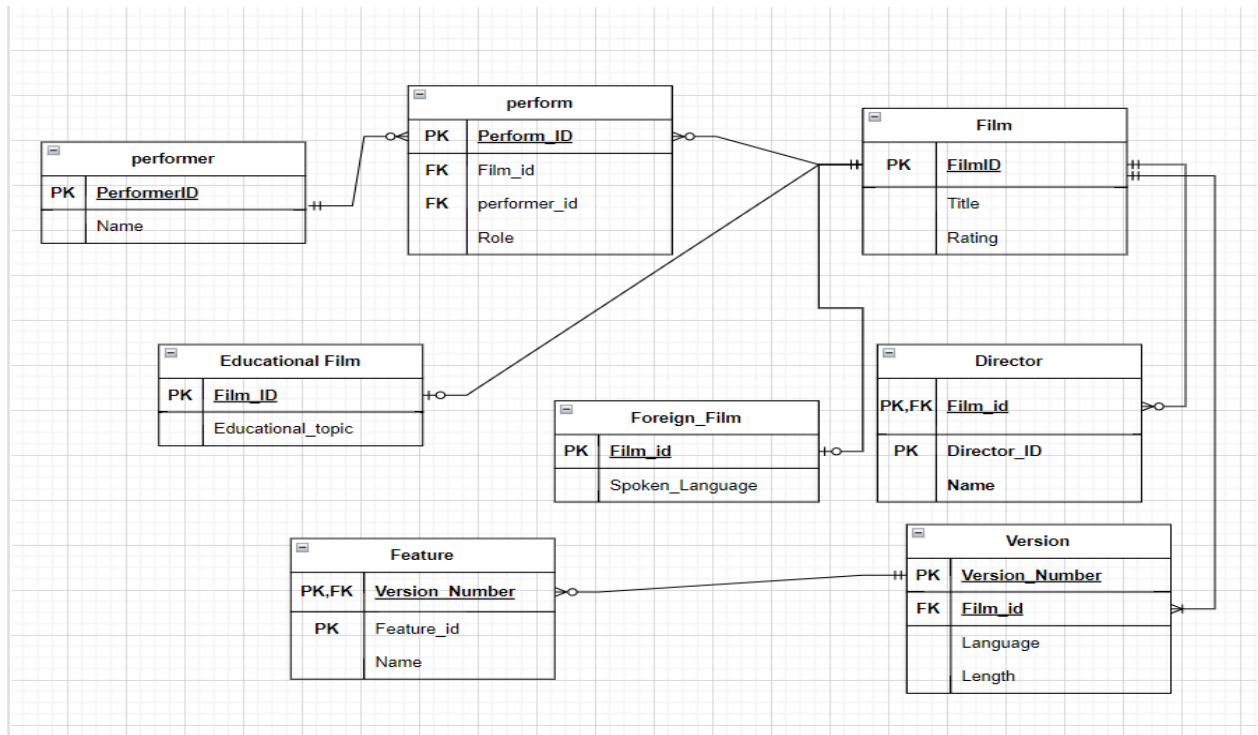 perform
PK Perform_ID
FK Film_id
FK performer_id
Role
Film
PK FilmID
Title
Rating
performer
PK PerformerID
Name
Educational Film
PK Film_ID
Educational_topic
Foreign_Film
PK Film_id
Spoken_Language
Director
PK,FK Film_id
PK Director_ID
Name
Feature
PK,FK Version_Number
PK Feature_id
Name
Version
PK Version_Number
FK Film_id
Language
Length